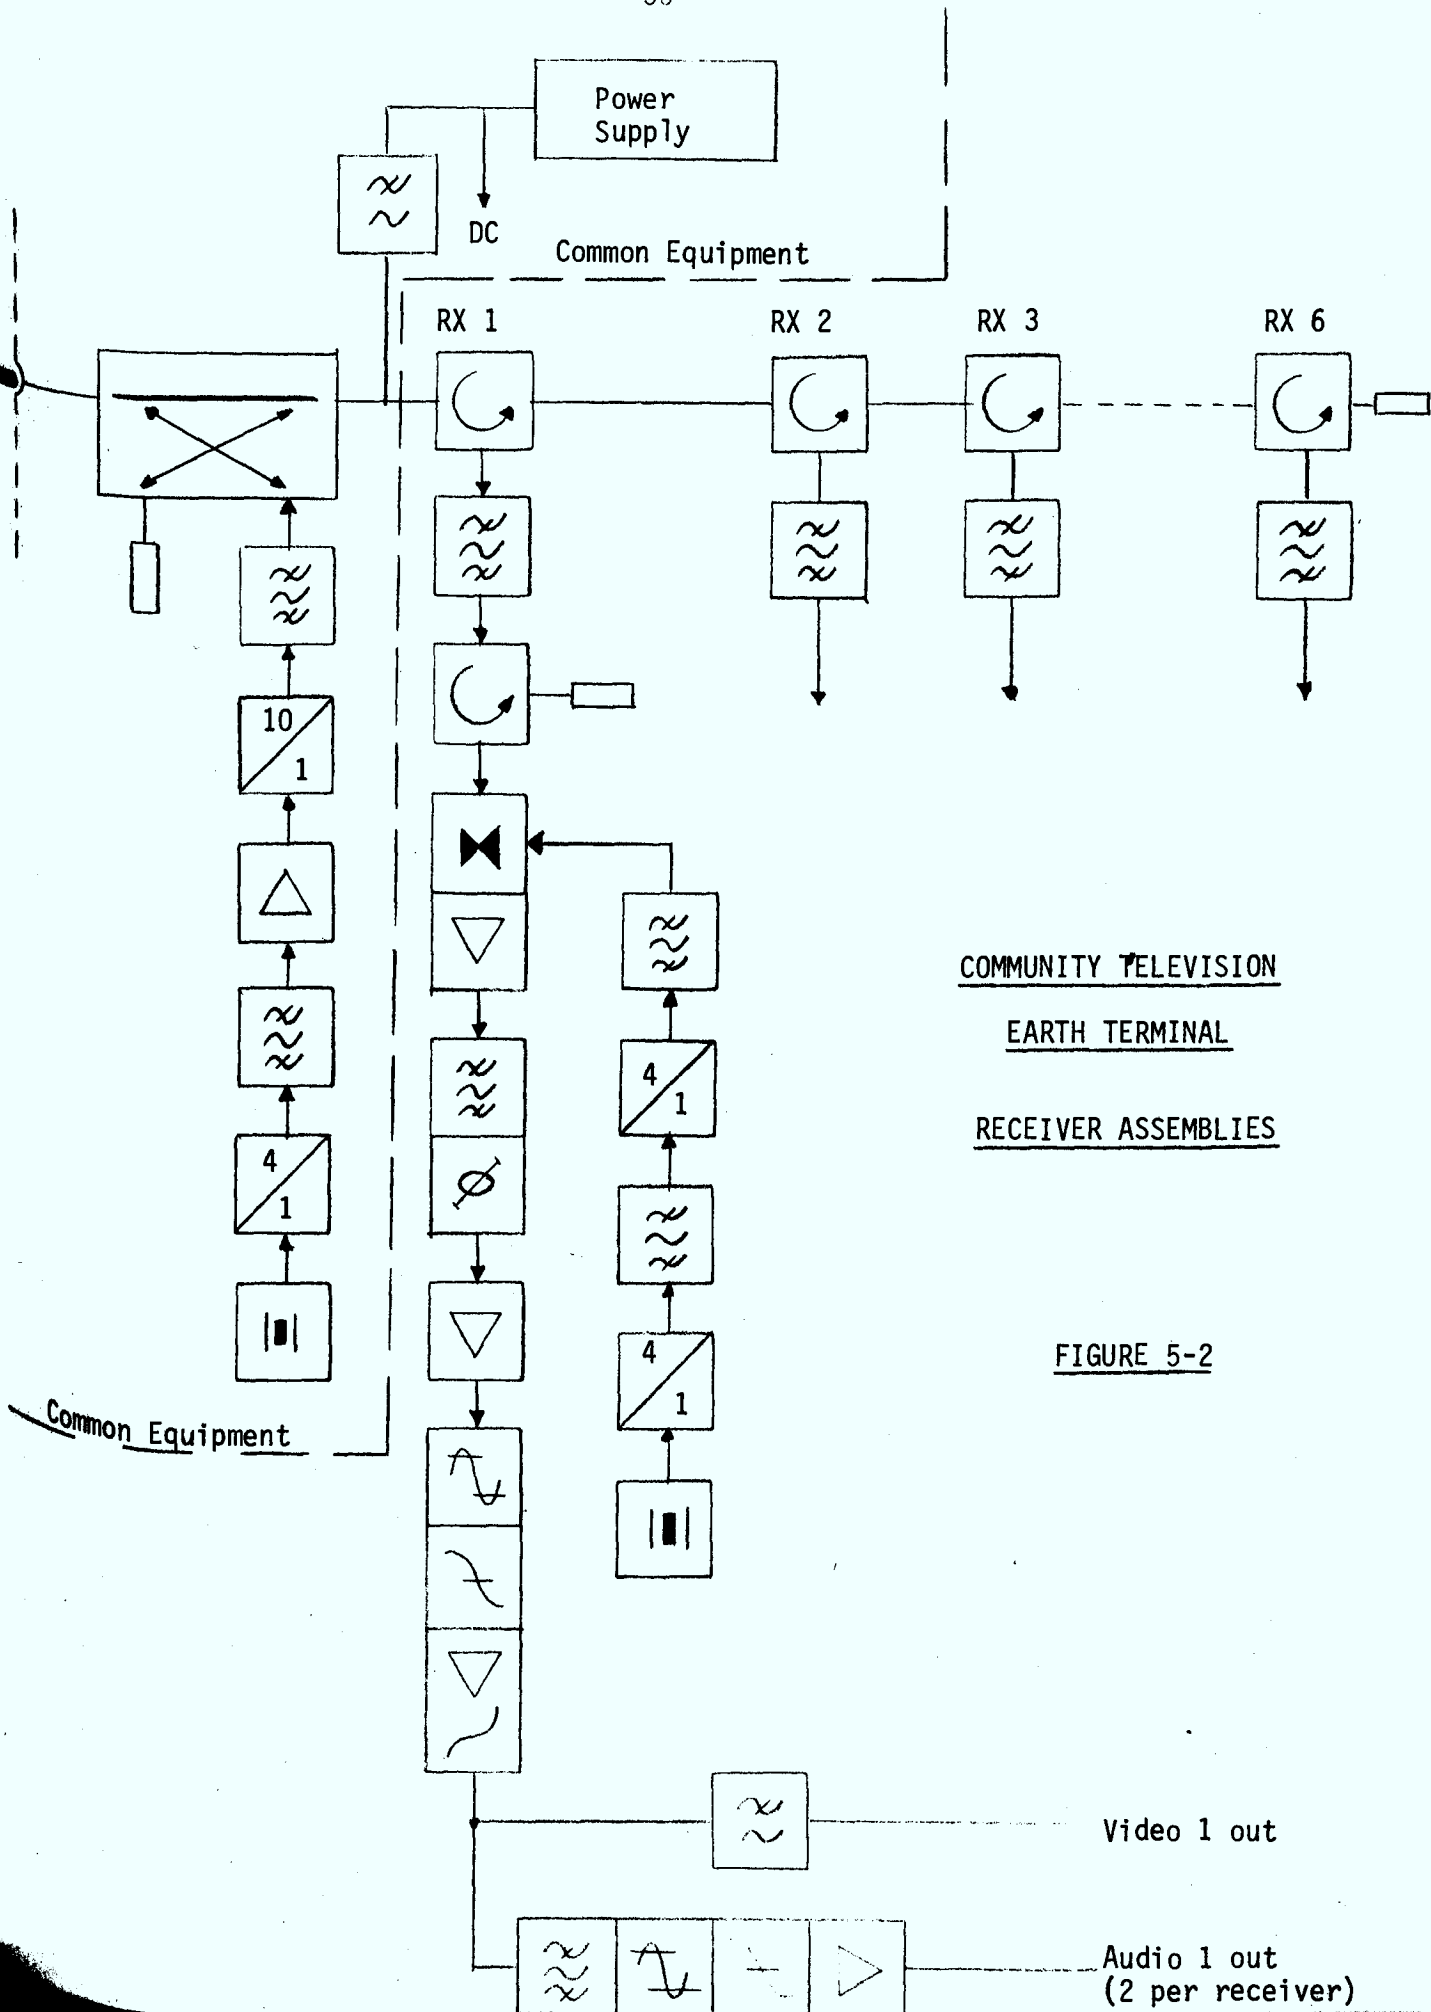 Power
Supply
DC
Common Equipment
RX 1
RX 2
RX 3
RX 6
10
1
4
1
4
1
4
1
COMMUNITY TELEVISION
EARTH TERMINAL
RECEIVER ASSEMBLIES
FIGURE 5-2
Common Equipment
Video 1 out
Audio 1 out
(2 per receiver)